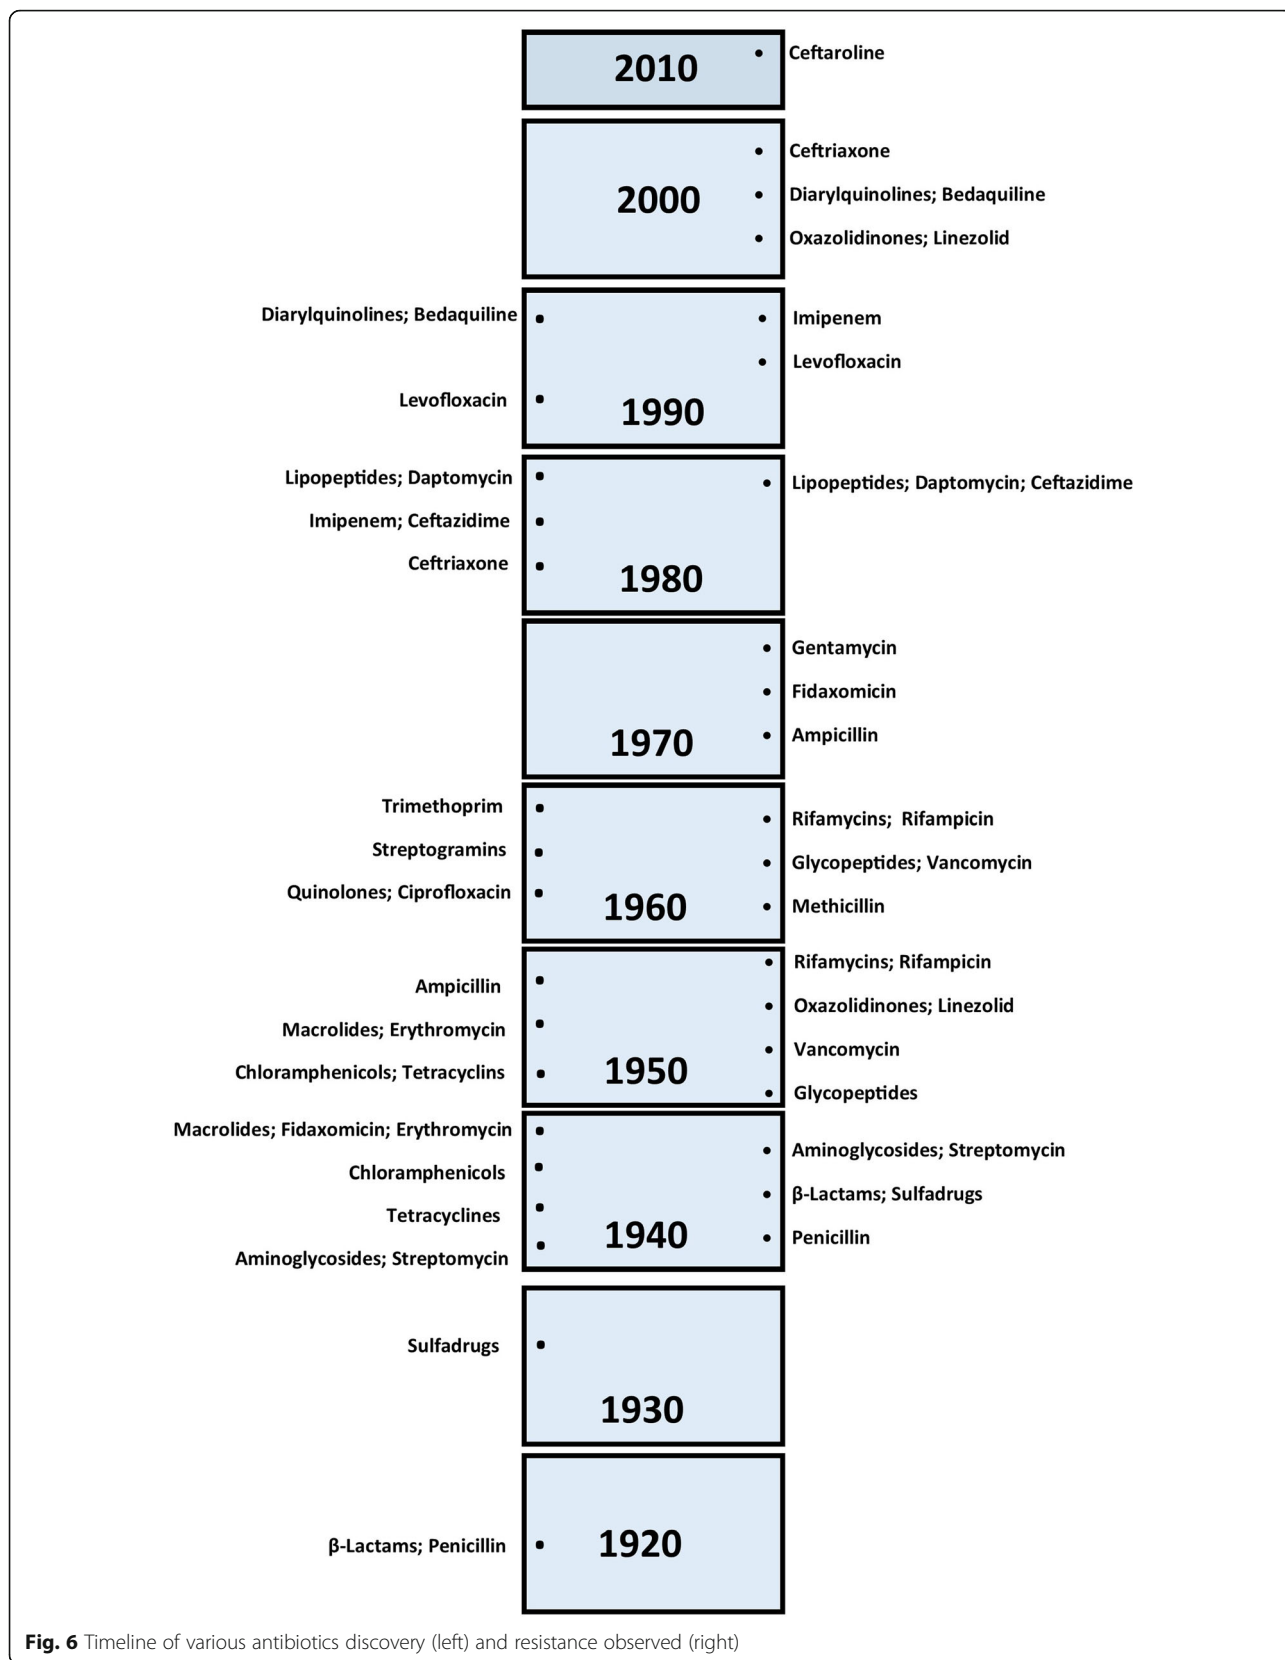 2010
Ceftaroline
2000
Ceftriaxone
Diarylquinolines; Bedaquiline
Oxazolidinones; Linezolid
Diarylquinolines; Bedaquiline
Levofloxacin
1990
Imipenem
Levofloxacin
Lipopeptides; Daptomycin
Imipenem; Ceftazidime
Ceftriaxone
1980
Lipopeptides; Daptomycin; Ceftazidime
1970
Gentamycin
Fidaxomicin
Ampicillin
Trimethoprim
Streptogramins
Quinolones; Ciprofloxacin
1960
Rifamycins; Rifampicin
Glycopeptides; Vancomycin
Methicillin
Ampicillin
Macrolides; Erythromycin
Chloramphenicols; Tetracyclins
1950
Rifamycins; Rifampicin
Oxazolidinones; Linezolid
Vancomycin
Glycopeptides
Macrolides; Fidaxomicin; Erythromycin
Chloramphenicols
Tetracyclines
Aminoglycosides; Streptomycin
1940
Aminoglycosides; Streptomycin
β-Lactams; Sulfadrugs
Penicillin
Sulfadrugs
1930
β-Lactams; Penicillin
1920
Fig. 6 Timeline of various antibiotics discovery (left) and resistance observed (right)